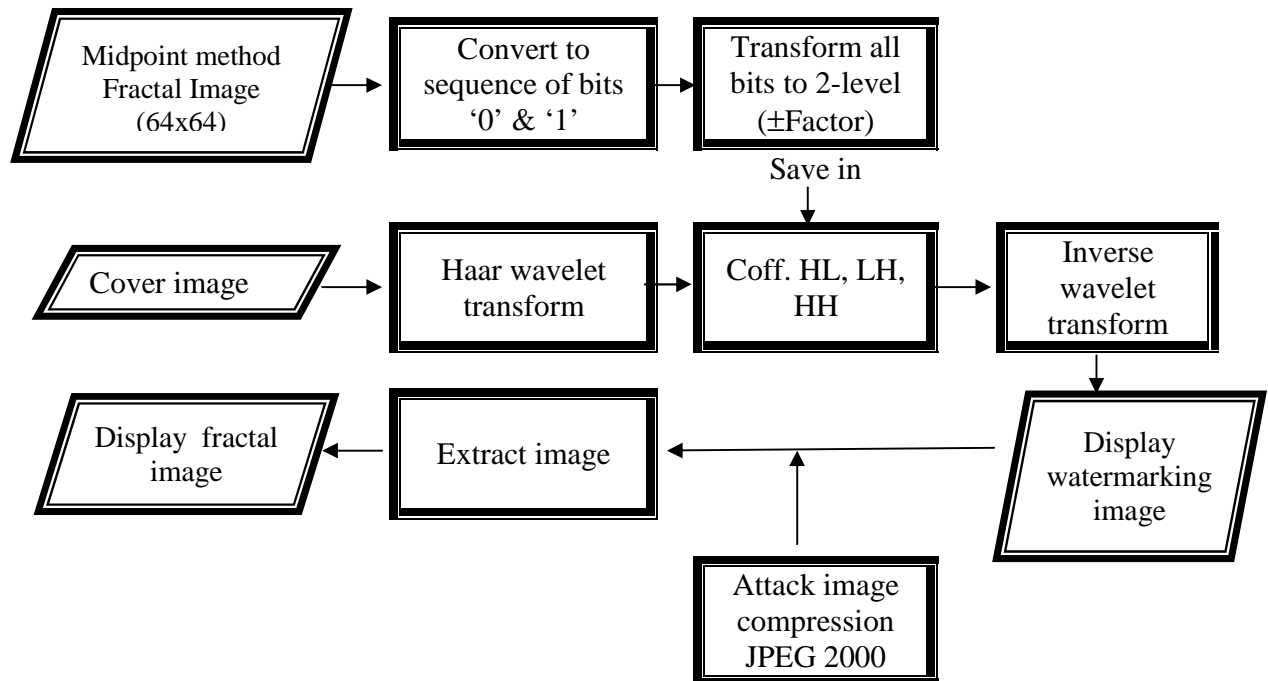 Midpoint method
Fractal Image
(64x64)
Convert to
sequence of bits
‘0’ & ‘1’
Transform all
bits to 2-level
(±Factor)
Save in
Cover image
Haar wavelet
transform
Coff. HL, LH,
HH
Inverse
wavelet
transform
Display fractal
image
Extract image
Display
watermarking
image
Attack image
compression
JPEG 2000